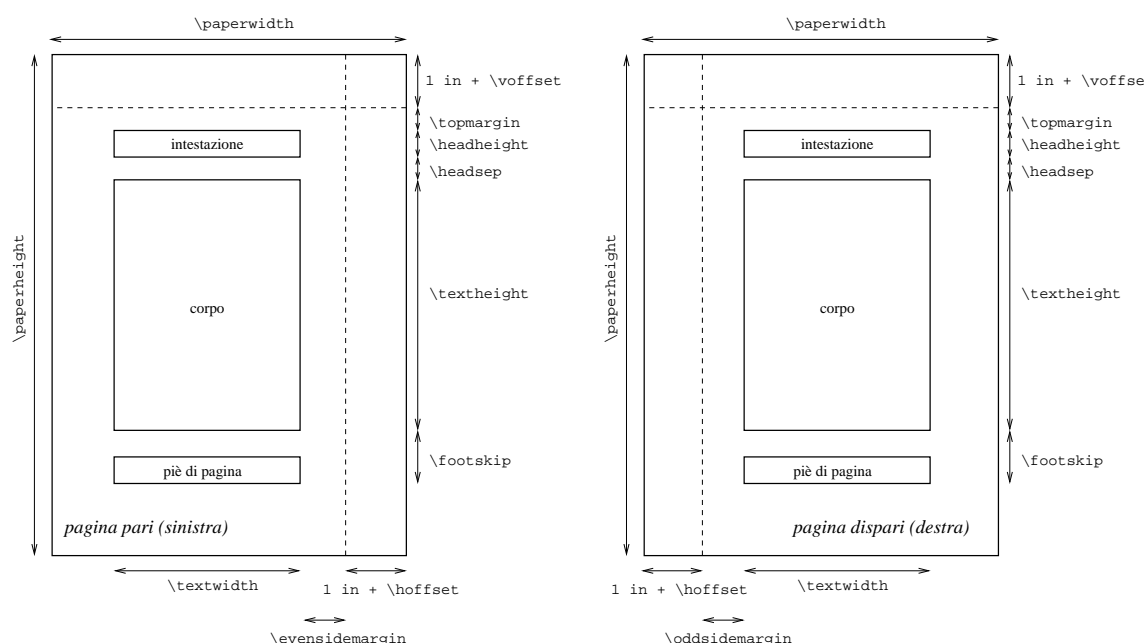 \paperwidth
1 in + \voffset
\topmargin
intestazione
\headheight
\headsep
\paperheight
corpo
\textheight
\footskip
piè di pagina
pagina pari (sinistra)
\textwidth
1 in + \hoffset
\evensidemargin
\paperwidth
1 in + \voffse
\topmargin
intestazione
\headheight
\headsep
\paperheight
corpo
\textheight
\footskip
piè di pagina
pagina dispari (destra)
1 in + \hoffset
\textwidth
\oddsidemargin